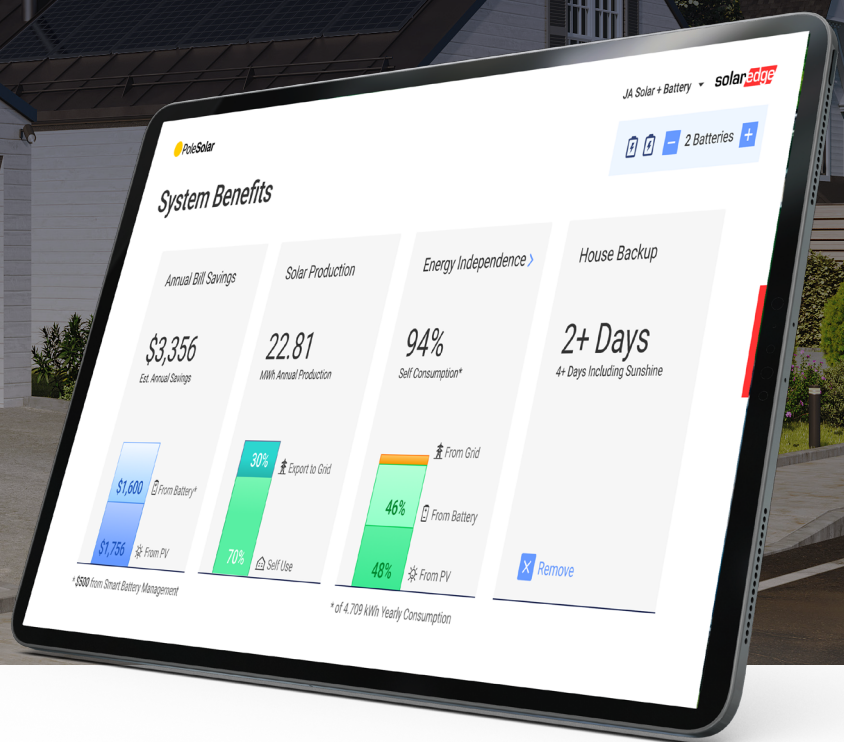 JA Solar + Battery
solaredge
PoleSolar
2 Batteries
System Benefits
Annual Bill Savings
$3,356
Est. Annual Savings
$1,600
From Battery*
$1,756
From PV
* $500 from Smart Battery Management
Solar Production
22.81
MWh Annual Production
30%
Export to Grid
70%
Self Use
Energy Independence >
94%
Self Consumption*
From Grid
46%
From Battery
48%
From PV
* of 4.709 kWh Yearly Consumption
House Backup
2+ Days
4+ Days Including Sunshine
X Remove